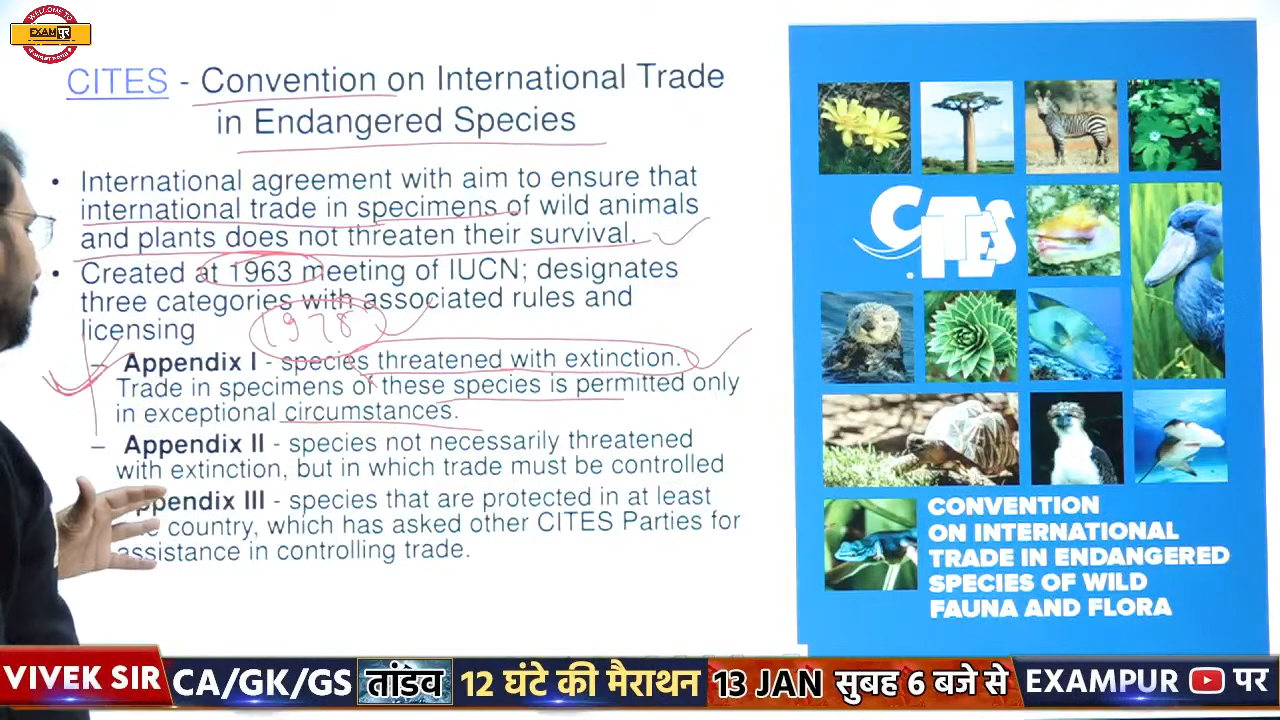 WELCOME TO
EXAM पुर
CITES - Convention on International Trade
in Endangered Species
• International agreement with aim to ensure that
international trade in specimens of wild animals
and plants does not threaten their survival.
• Created at 1963 meeting of IUCN; designates
three categories with associated rules and
licensing
1978
– Appendix I - species threatened with extinction.
Trade in specimens of these species is permitted only
in exceptional circumstances.
– Appendix II - species not necessarily threatened
with extinction, but in which trade must be controlled
ppendix III - species that are protected in at least
country, which has asked other CITES Parties for
assistance in controlling trade.
CITES
CONVENTION
ON INTERNATIONAL
TRADE IN ENDANGERED
SPECIES OF WILD
FAUNA AND FLORA
VIVEK SIR CA/GK/GS तांडव 12 घंटे की मैराथन 13 JAN सुबह 6 बजे से EXAMPUR पर